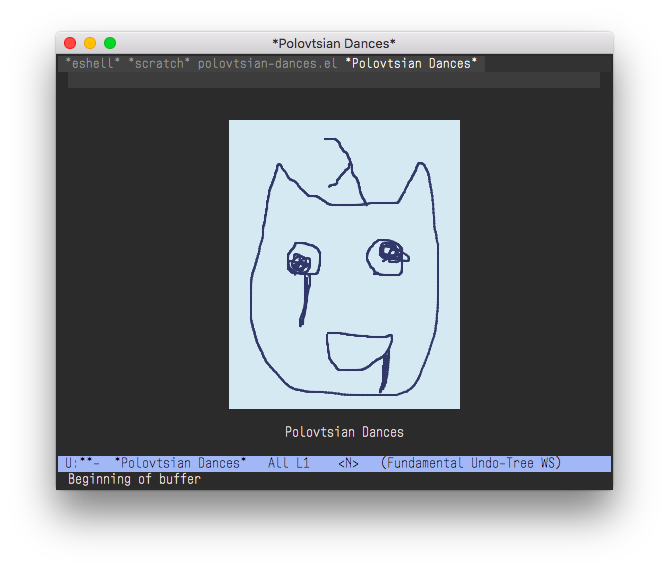 *Polovtsian Dances*
*eshell* *scratch* polovtsian-dances.el *Polovtsian Dances*
Polovtsian Dances
U:**- *Polovtsian Dances* All L1 <N> (Fundamental Undo-Tree WS)
Beginning of buffer